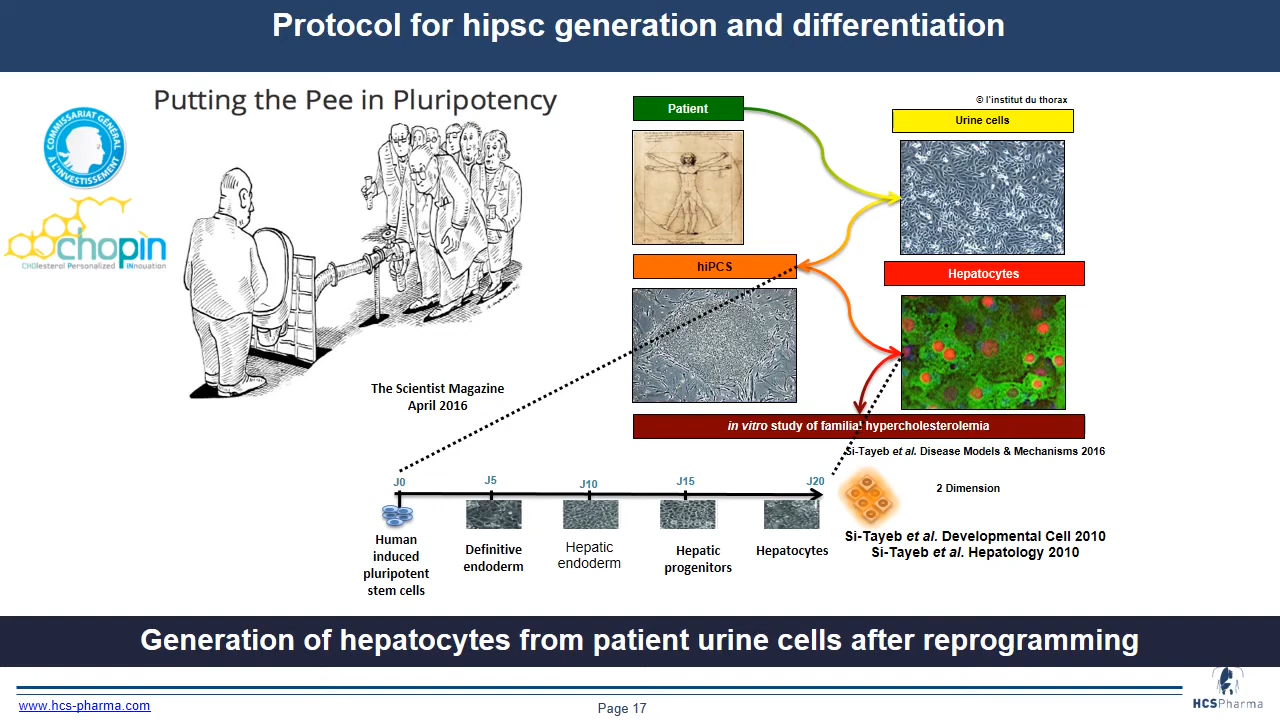 Protocol for hipsc generation and differentiation
Putting the Pee in Pluripotency
COMMISSARIAT GÉNÉRAL
À L'INVESTISSEMENT
chopin
CHOlesterol Personalized INnovation
The Scientist Magazine
April 2016
© l'institut du thorax
Patient
Urine cells
hiPCS
Hepatocytes
in vitro study of familial hypercholesterolemia
Si-Tayeb et al. Disease Models & Mechanisms 2016
J0
J5
J10
J15
J20
Human
induced
pluripotent
stem cells
Definitive
endoderm
Hepatic
endoderm
Hepatic
progenitors
Hepatocytes
2 Dimension
Si-Tayeb et al. Developmental Cell 2010
Si-Tayeb et al. Hepatology 2010
Generation of hepatocytes from patient urine cells after reprogramming
www.hcs-pharma.com
Page 17
HCSPharma